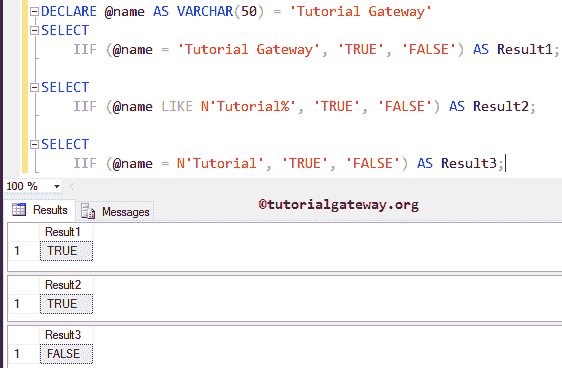 DECLARE @name AS VARCHAR(50) = 'Tutorial Gateway'
SELECT
IIF (@name = 'Tutorial Gateway', 'TRUE', 'FALSE') AS Result1;
SELECT
IIF (@name LIKE N'Tutorial%', 'TRUE', 'FALSE') AS Result2;
SELECT
IIF (@name = N'Tutorial', 'TRUE', 'FALSE') AS Result3;
100 %
Results Messages
©tutorialgateway.org
Result1
1 TRUE
Result2
1 TRUE
Result3
1 FALSE